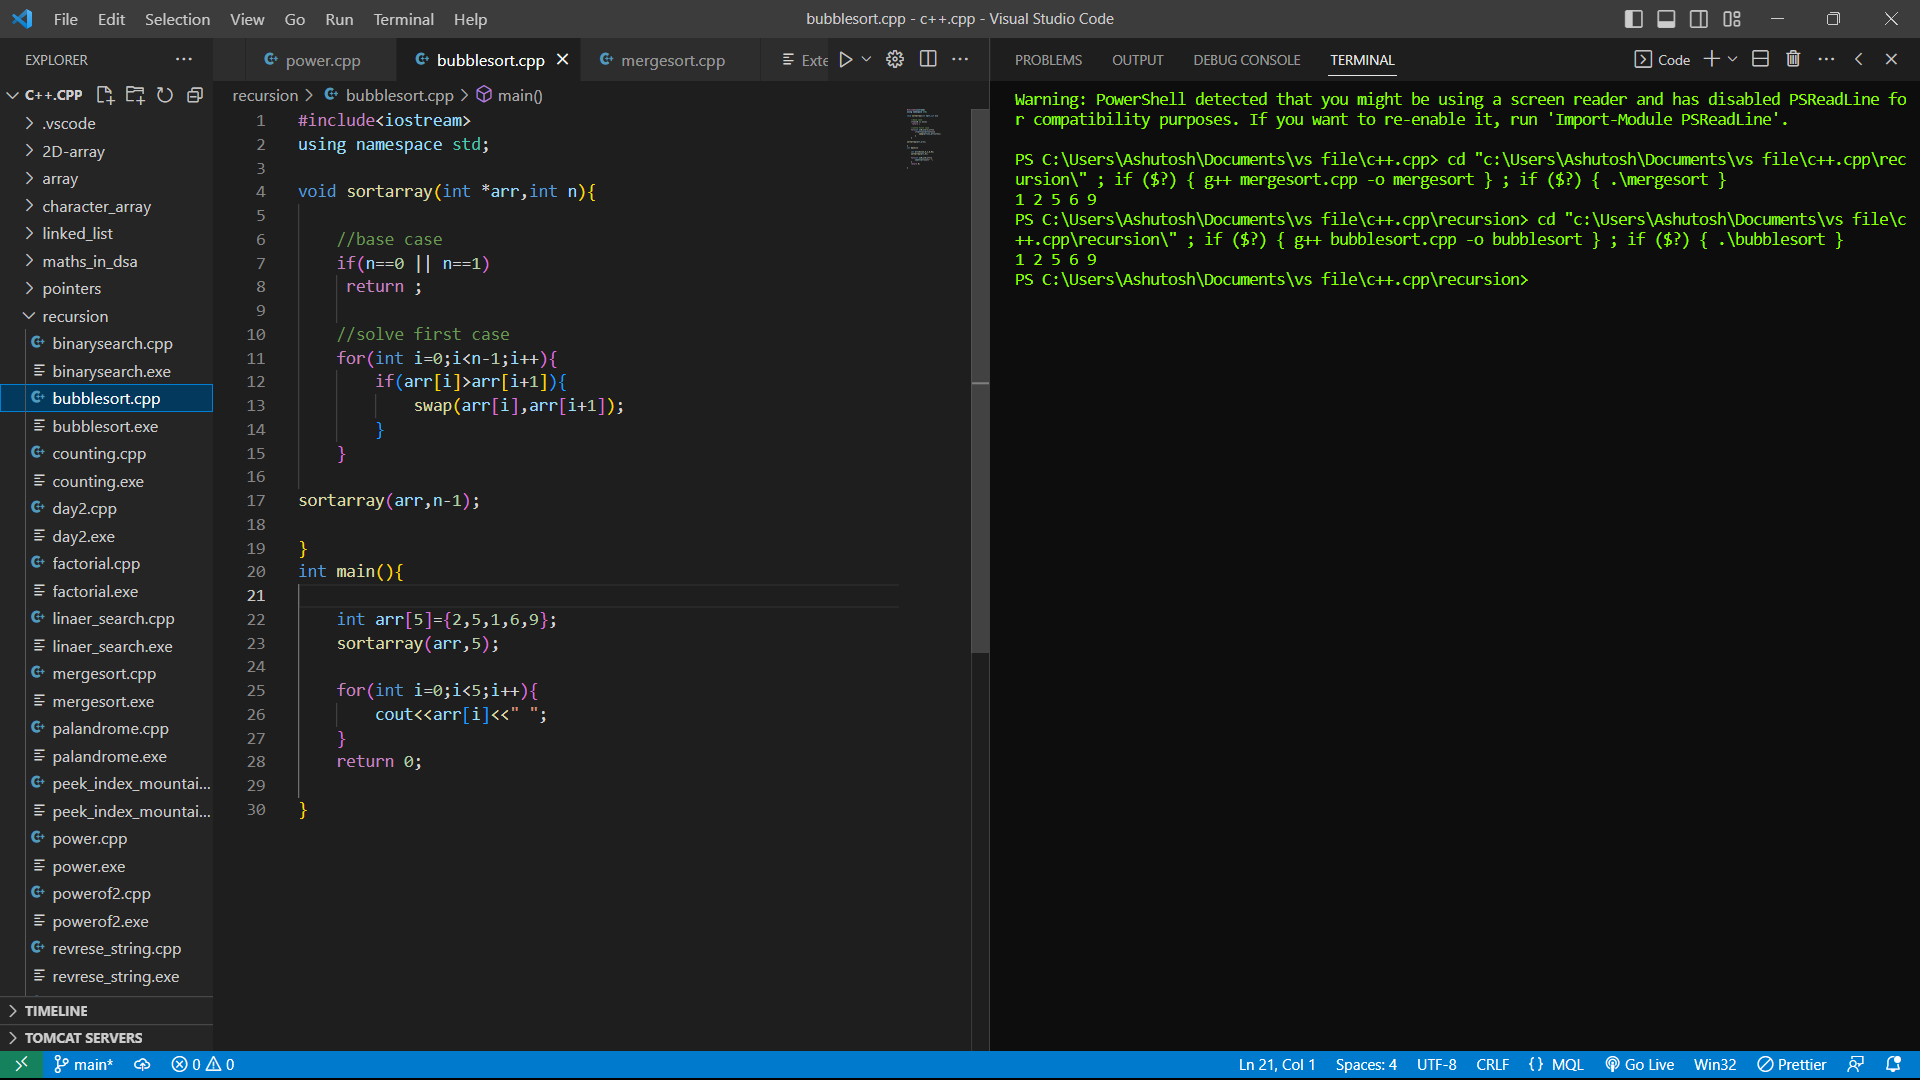 File Edit Selection View Go Run Terminal Help
bubblesort.cpp - c++.cpp - Visual Studio Code
EXPLORER
C++.CPP
.vscode
2D-array
array
character_array
linked_list
maths_in_dsa
pointers
recursion
binarysearch.cpp
binarysearch.exe
bubblesort.cpp
bubblesort.exe
counting.cpp
counting.exe
day2.cpp
day2.exe
factorial.cpp
factorial.exe
linaer_search.cpp
linaer_search.exe
mergesort.cpp
mergesort.exe
palandrome.cpp
palandrome.exe
peek_index_mountai...
peek_index_mountai...
power.cpp
power.exe
powerof2.cpp
powerof2.exe
revrese_string.cpp
revrese_string.exe
TIMELINE
TOMCAT SERVERS
power.cpp bubblesort.cpp mergesort.cpp Exte
recursion > bubblesort.cpp > main()
1 #include<iostream>
2 using namespace std;
3
4 void sortarray(int *arr,int n){
5
6 //base case
7 if(n==0 || n==1)
8 return ;
9
10 //solve first case
11 for(int i=0;i<n-1;i++){
12 if(arr[i]>arr[i+1]){
13 swap(arr[i],arr[i+1]);
14 }
15 }
16
17 sortarray(arr,n-1);
18
19 }
20 int main(){
21
22 int arr[5]={2,5,1,6,9};
23 sortarray(arr,5);
24
25 for(int i=0;i<5;i++){
26 cout<<arr[i]<<" ";
27 }
28 return 0;
29
30 }
PROBLEMS OUTPUT DEBUG CONSOLE TERMINAL
Code
Warning: PowerShell detected that you might be using a screen reader and has disabled PSReadLine fo
r compatibility purposes. If you want to re-enable it, run 'Import-Module PSReadLine'.
PS C:\Users\Ashutosh\Documents\vs file\c++.cpp> cd "c:\Users\Ashutosh\Documents\vs file\c++.cpp\rec
ursion\" ; if ($?) { g++ mergesort.cpp -o mergesort } ; if ($?) { .\mergesort }
1 2 5 6 9
PS C:\Users\Ashutosh\Documents\vs file\c++.cpp\recursion> cd "c:\Users\Ashutosh\Documents\vs file\c
++.cpp\recursion\" ; if ($?) { g++ bubblesort.cpp -o bubblesort } ; if ($?) { .\bubblesort }
1 2 5 6 9
PS C:\Users\Ashutosh\Documents\vs file\c++.cpp\recursion>
main* 0 0
Ln 21, Col 1 Spaces: 4 UTF-8 CRLF {} MQL Go Live Win32 Prettier